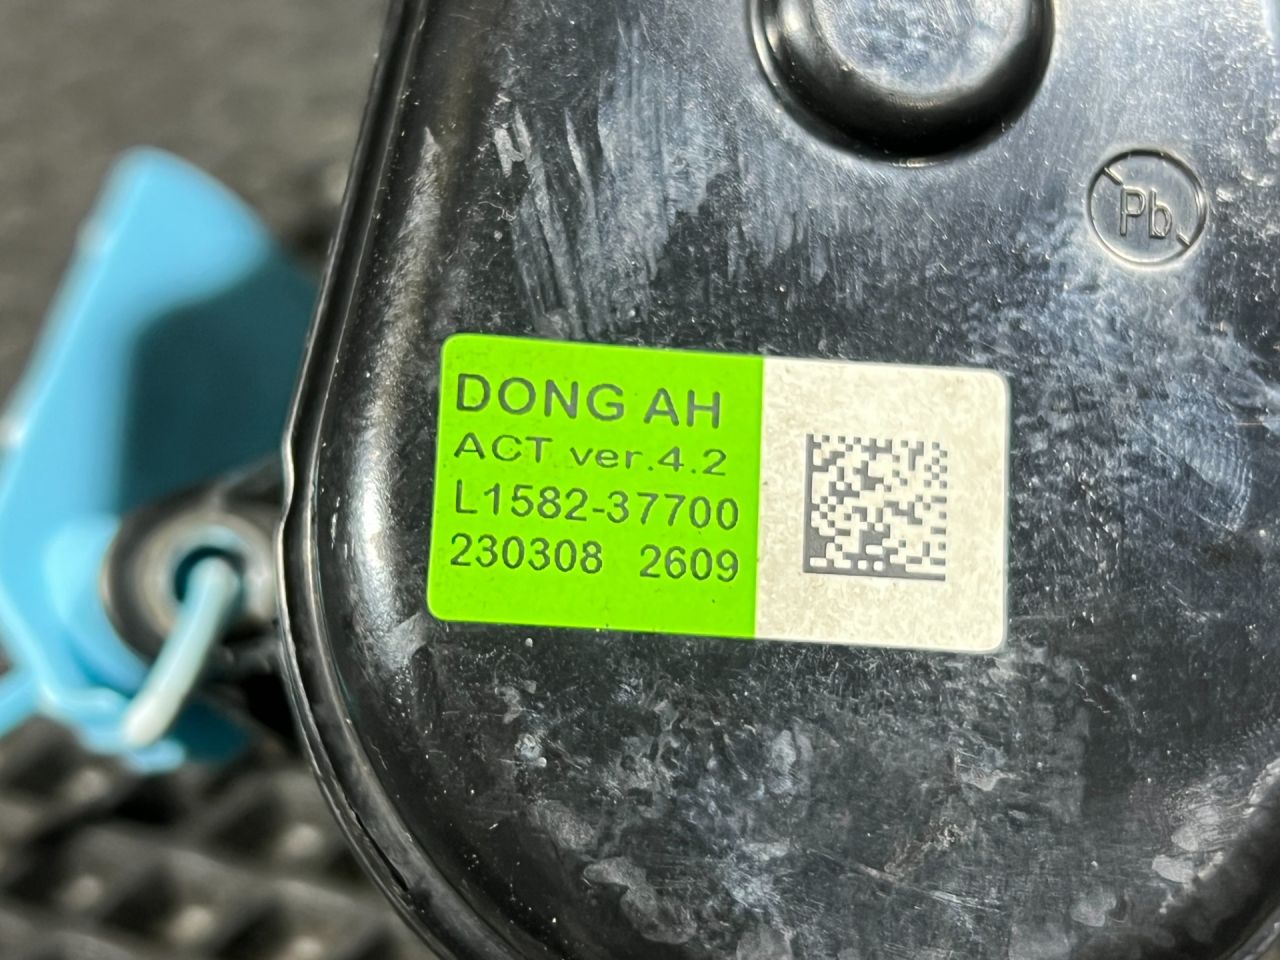 Pb
DONG AH
ACT ver.4.2
L1582-37700
230308 2609